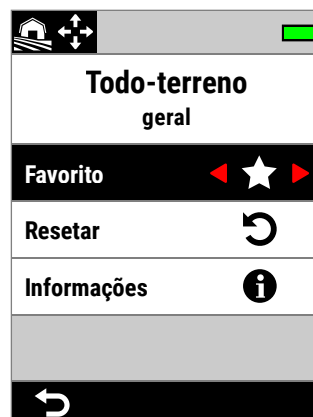 Todo-terreno
geral
Favorito
Resetar
Informações